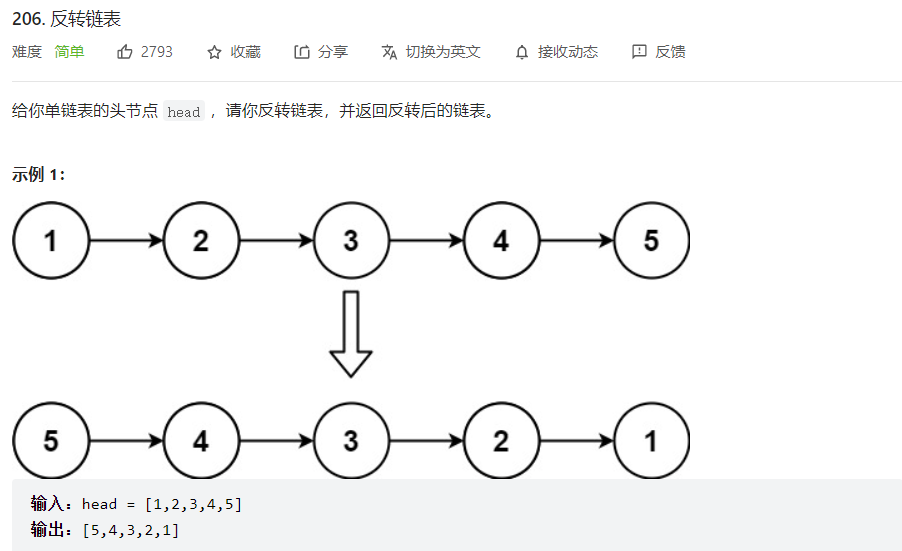 206. 反转链表
难度 简单 2793 收藏 分享 切换为英文 接收动态 反馈
给你单链表的头节点 head ，请你反转链表，并返回反转后的链表。
示例 1：
1 2 3 4 5
5 4 3 2 1
输入：head = [1,2,3,4,5]
输出：[5,4,3,2,1]